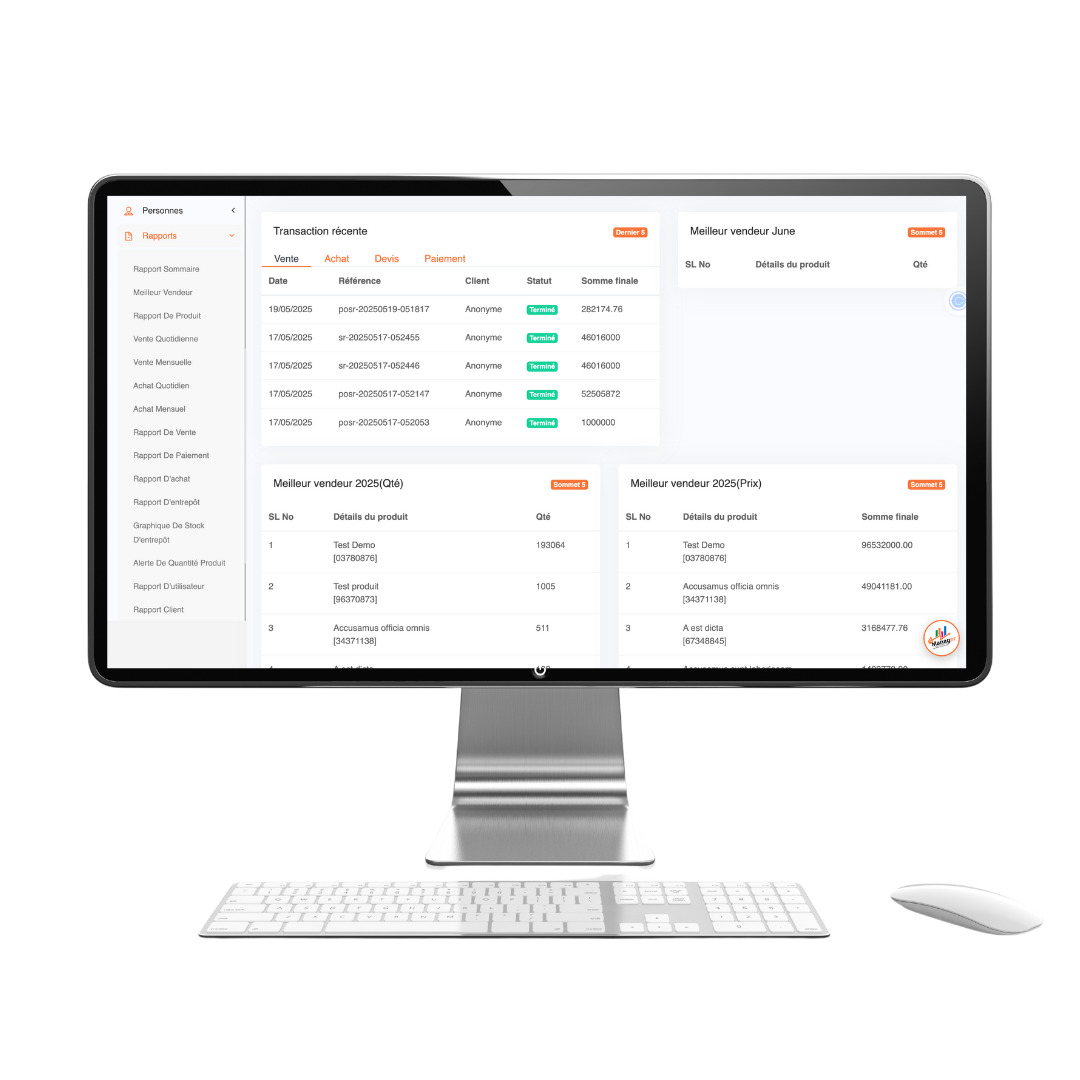 Personnes
Rapports
Rapport Sommaire
Meilleur Vendeur
Rapport De Produit
Vente Quotidienne
Vente Mensuelle
Achat Quotidien
Achat Mensuel
Rapport De Vente
Rapport De Paiement
Rapport D'achat
Rapport D'entrepôt
Graphique De Stock
D'entrepôt
Alerte De Quantité Produit
Rapport D'utilisateur
Rapport Client
Transaction récente
Dernier 5
Vente Achat Devis Paiement
Date Référence Client Statut Somme finale
19/05/2025 posr-20250519-051817 Anonyme Terminé 282174.76
17/05/2025 sr-20250517-052455 Anonyme Terminé 46016000
17/05/2025 sr-20250517-052446 Anonyme Terminé 46016000
17/05/2025 posr-20250517-052147 Anonyme Terminé 52505872
17/05/2025 posr-20250517-052053 Anonyme Terminé 1000000
Meilleur vendeur June
Sommet 5
SL No Détails du produit Qté
Meilleur vendeur 2025(Qté)
Sommet 5
SL No Détails du produit Qté
1 Test Demo 193064
[03780876]
2 Test produit 1005
[96370873]
3 Accusamus officia omnis 511
[34371138]
Meilleur vendeur 2025(Prix)
Sommet 5
SL No Détails du produit Somme finale
1 Test Demo 96532000.00
[03780876]
2 Accusamus officia omnis 49041181.00
[34371138]
3 A est dicta 3168477.76
[67348845]